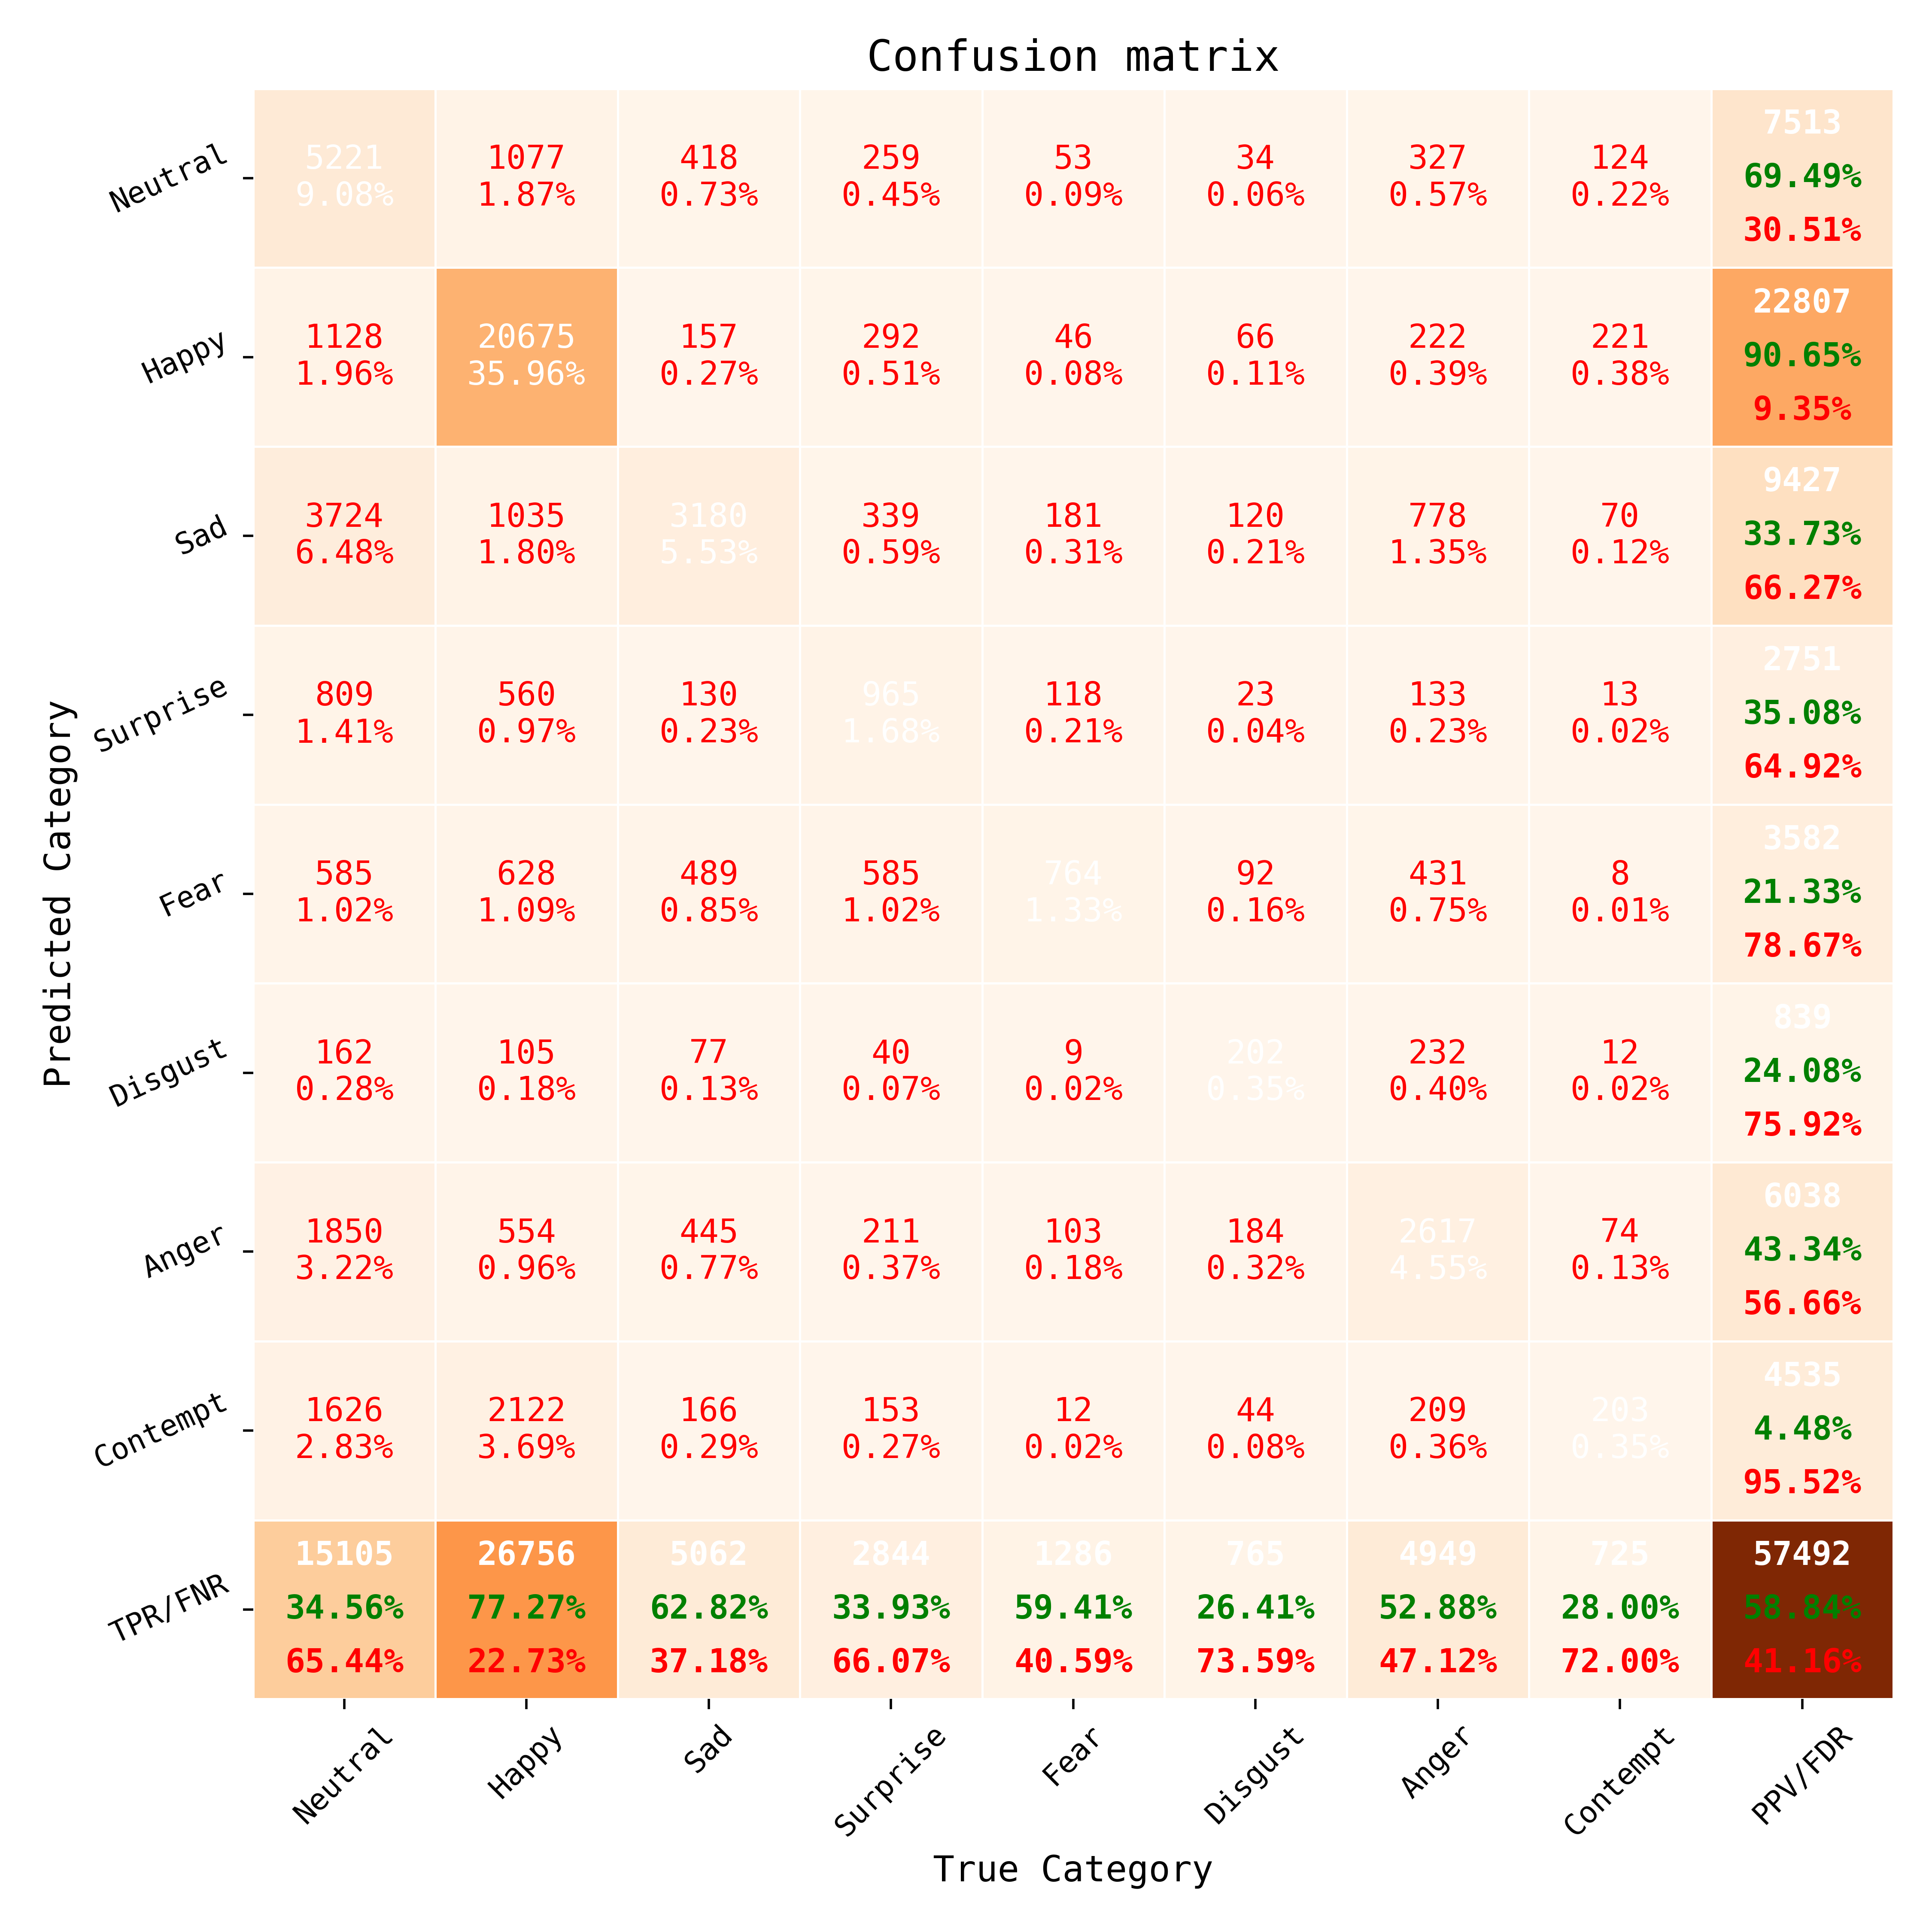 Confusion matrix
Neutral
5221 1077 418 259 53 34 327 124 7513
9.08% 1.87% 0.73% 0.45% 0.09% 0.06% 0.57% 0.22% 69.49%
30.51%
Happy
1128 20675 157 292 46 66 222 221 22807
1.96% 35.96% 0.27% 0.51% 0.08% 0.11% 0.39% 0.38% 90.65%
9.35%
Sad
3724 1035 3180 339 181 120 778 70 9427
6.48% 1.80% 5.53% 0.59% 0.31% 0.21% 1.35% 0.12% 33.73%
66.27%
Surprise
809 560 130 965 118 23 133 13 2751
1.41% 0.97% 0.23% 1.68% 0.21% 0.04% 0.23% 0.02% 35.08%
64.92%
Fear
585 628 489 585 764 92 431 8 3582
1.02% 1.09% 0.85% 1.02% 1.33% 0.16% 0.75% 0.01% 21.33%
78.67%
Disgust
162 105 77 40 9 202 232 12 839
0.28% 0.18% 0.13% 0.07% 0.02% 0.35% 0.40% 0.02% 24.08%
75.92%
Anger
1850 554 445 211 103 184 2617 74 6038
3.22% 0.96% 0.77% 0.37% 0.18% 0.32% 4.55% 0.13% 43.34%
56.66%
Contempt
1626 2122 166 153 12 44 209 203 4535
2.83% 3.69% 0.29% 0.27% 0.02% 0.08% 0.36% 0.35% 4.48%
95.52%
TPR/FNR
15105 26756 5062 2844 1286 765 4949 725 57492
34.56% 77.27% 62.82% 33.93% 59.41% 26.41% 52.88% 28.00% 58.84%
65.44% 22.73% 37.18% 66.07% 40.59% 73.59% 47.12% 72.00% 41.16%
Neutral Happy Sad Surprise Fear Disgust Anger Contempt PPV/FDR
True Category
Predicted Category